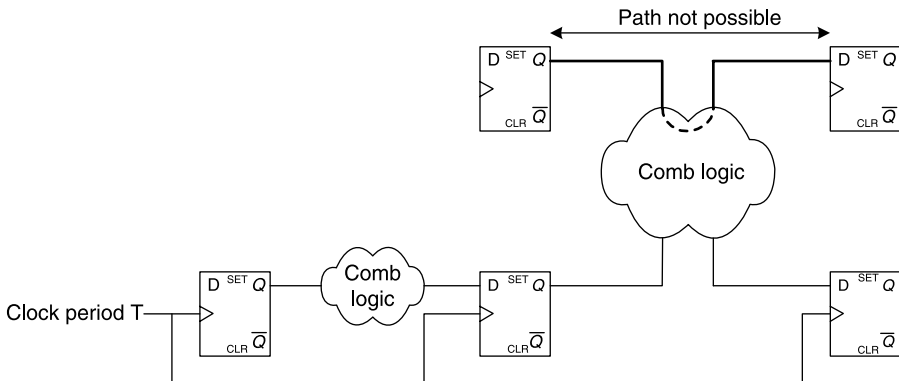 Path not possible
D SET Q
Q
CLR
D SET Q
Q
CLR
Comb logic
D SET Q
Q
CLR
Comb
logic
D SET Q
Q
CLR
D SET Q
Q
CLR
Clock period T